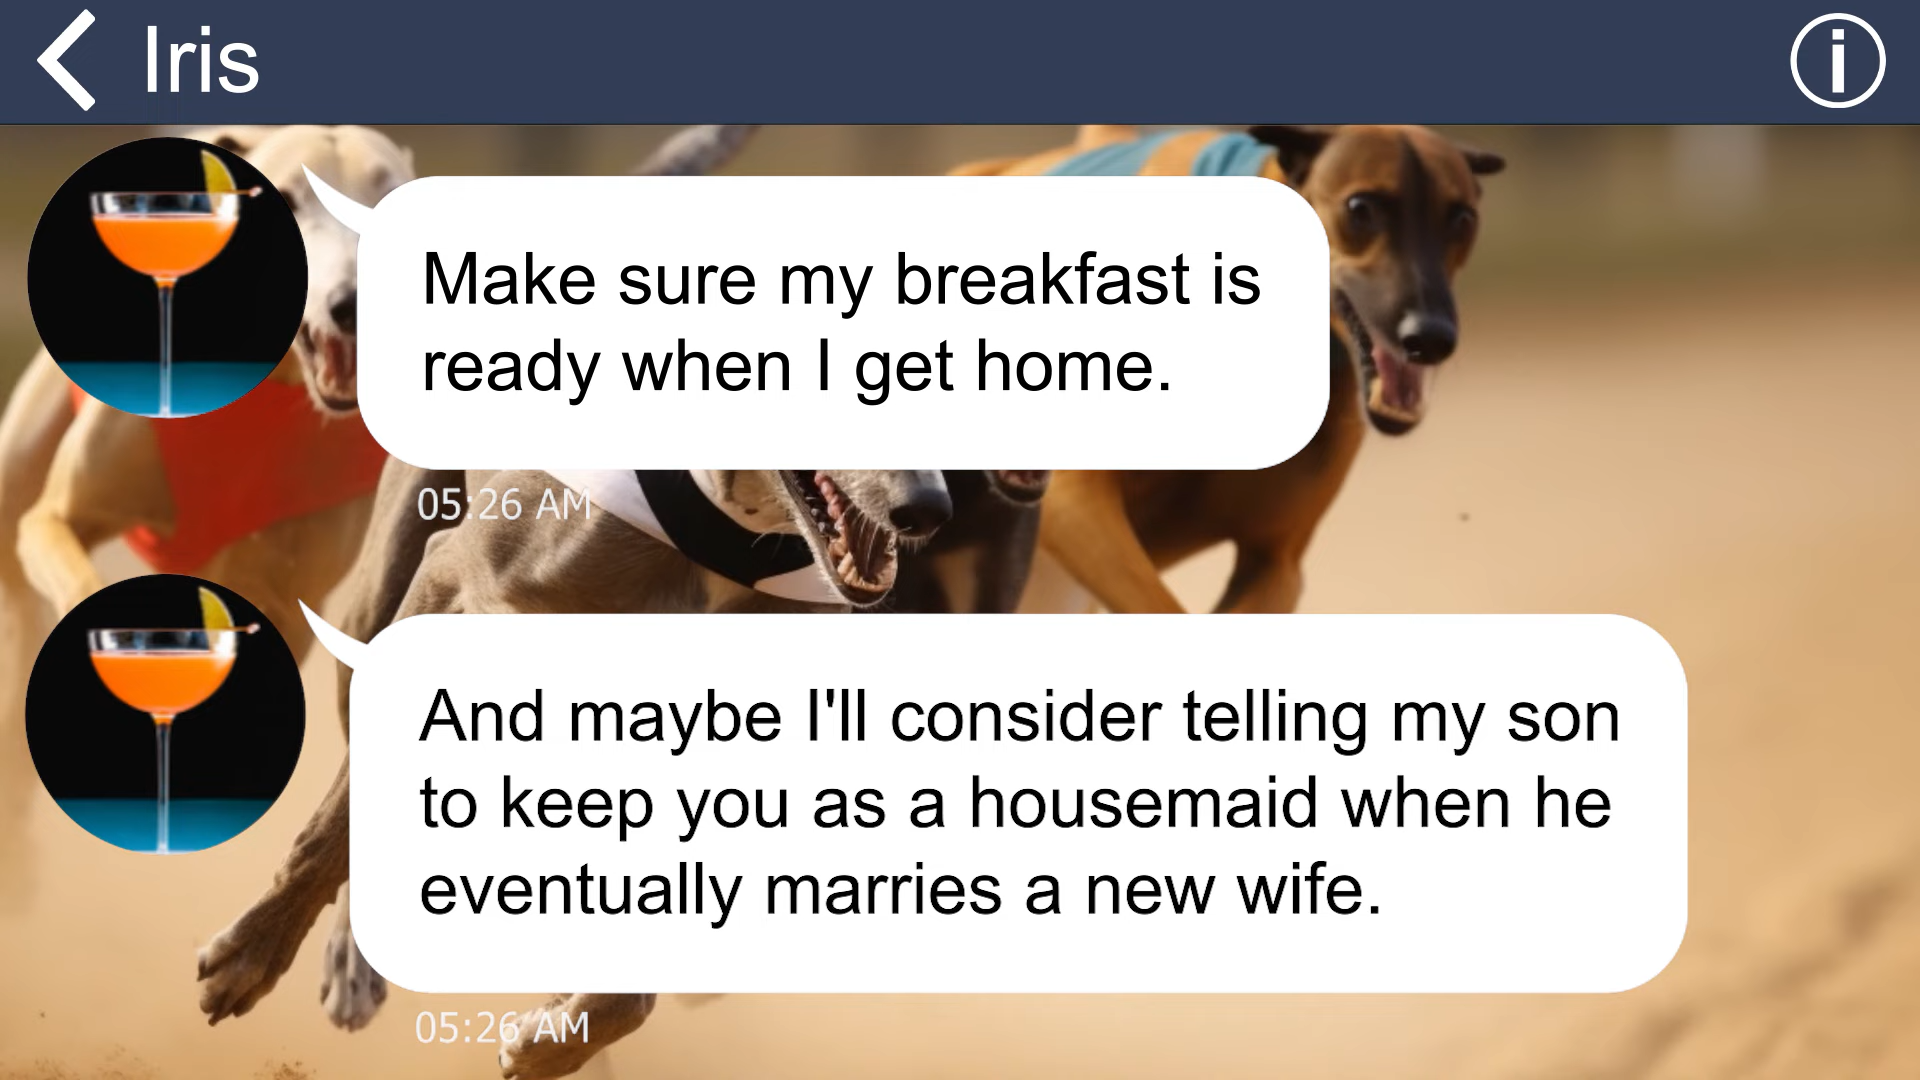 Iris
Make sure my breakfast is
ready when I get home.
05:26 AM
And maybe I'll consider telling my son
to keep you as a housemaid when he
eventually marries a new wife.
05:26 AM